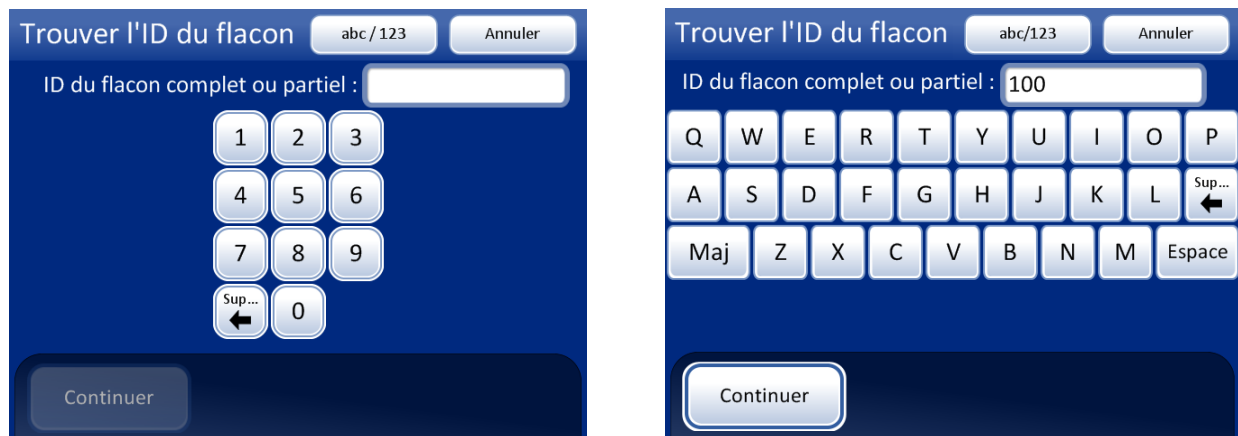 Trouver l'ID du flacon abc / 123 Annuler
ID du flacon complet ou partiel :
1 2 3
4 5 6
7 8 9
Sup... 0
Continuer
Trouver l'ID du flacon abc/123 Annuler
ID du flacon complet ou partiel : 100
Q W E R T Y U I O P
A S D F G H J K L Sup...
Maj Z X C V B N M Espace
Continuer